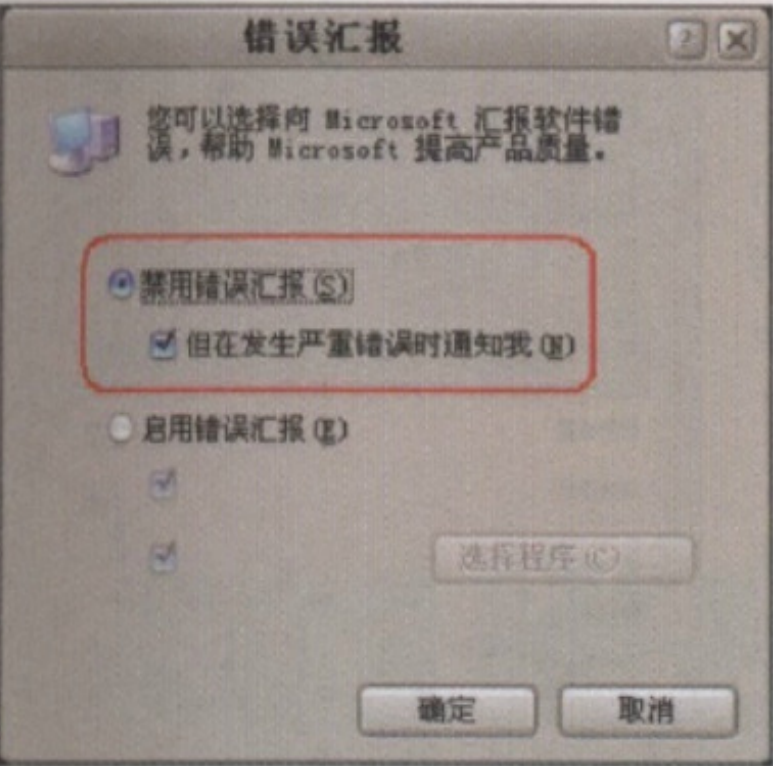 错误汇报
您可以选择向 Microsoft 汇报软件错
误，帮助 Microsoft 提高产品质量。
禁用错误汇报(S)
但在发生严重错误时通知我(N)
启用错误汇报(E)
选择程序(C)
确定
取消